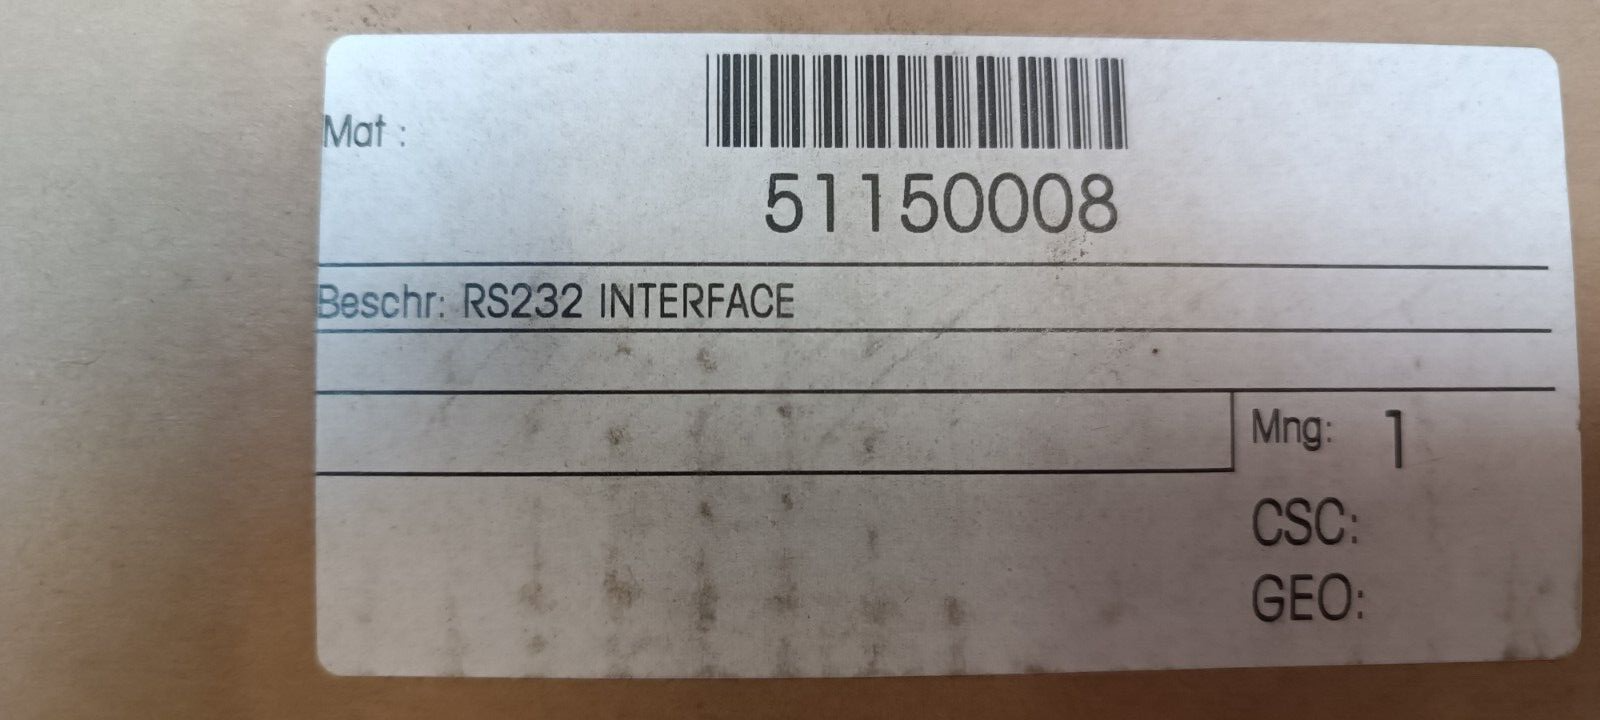 Mat :
51150008
Beschr: RS232 INTERFACE
Mng: 1
CSC:
GEO: